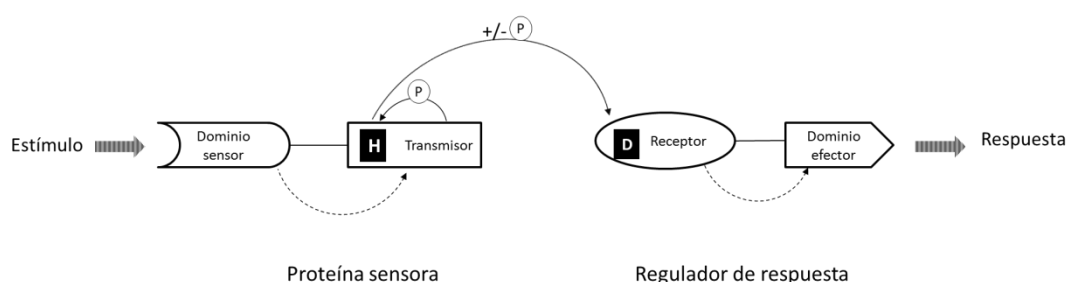 +/- P
P
Estímulo
Dominio
sensor
H
Transmisor
D
Receptor
Dominio
efector
Respuesta
Proteína sensora
Regulador de respuesta